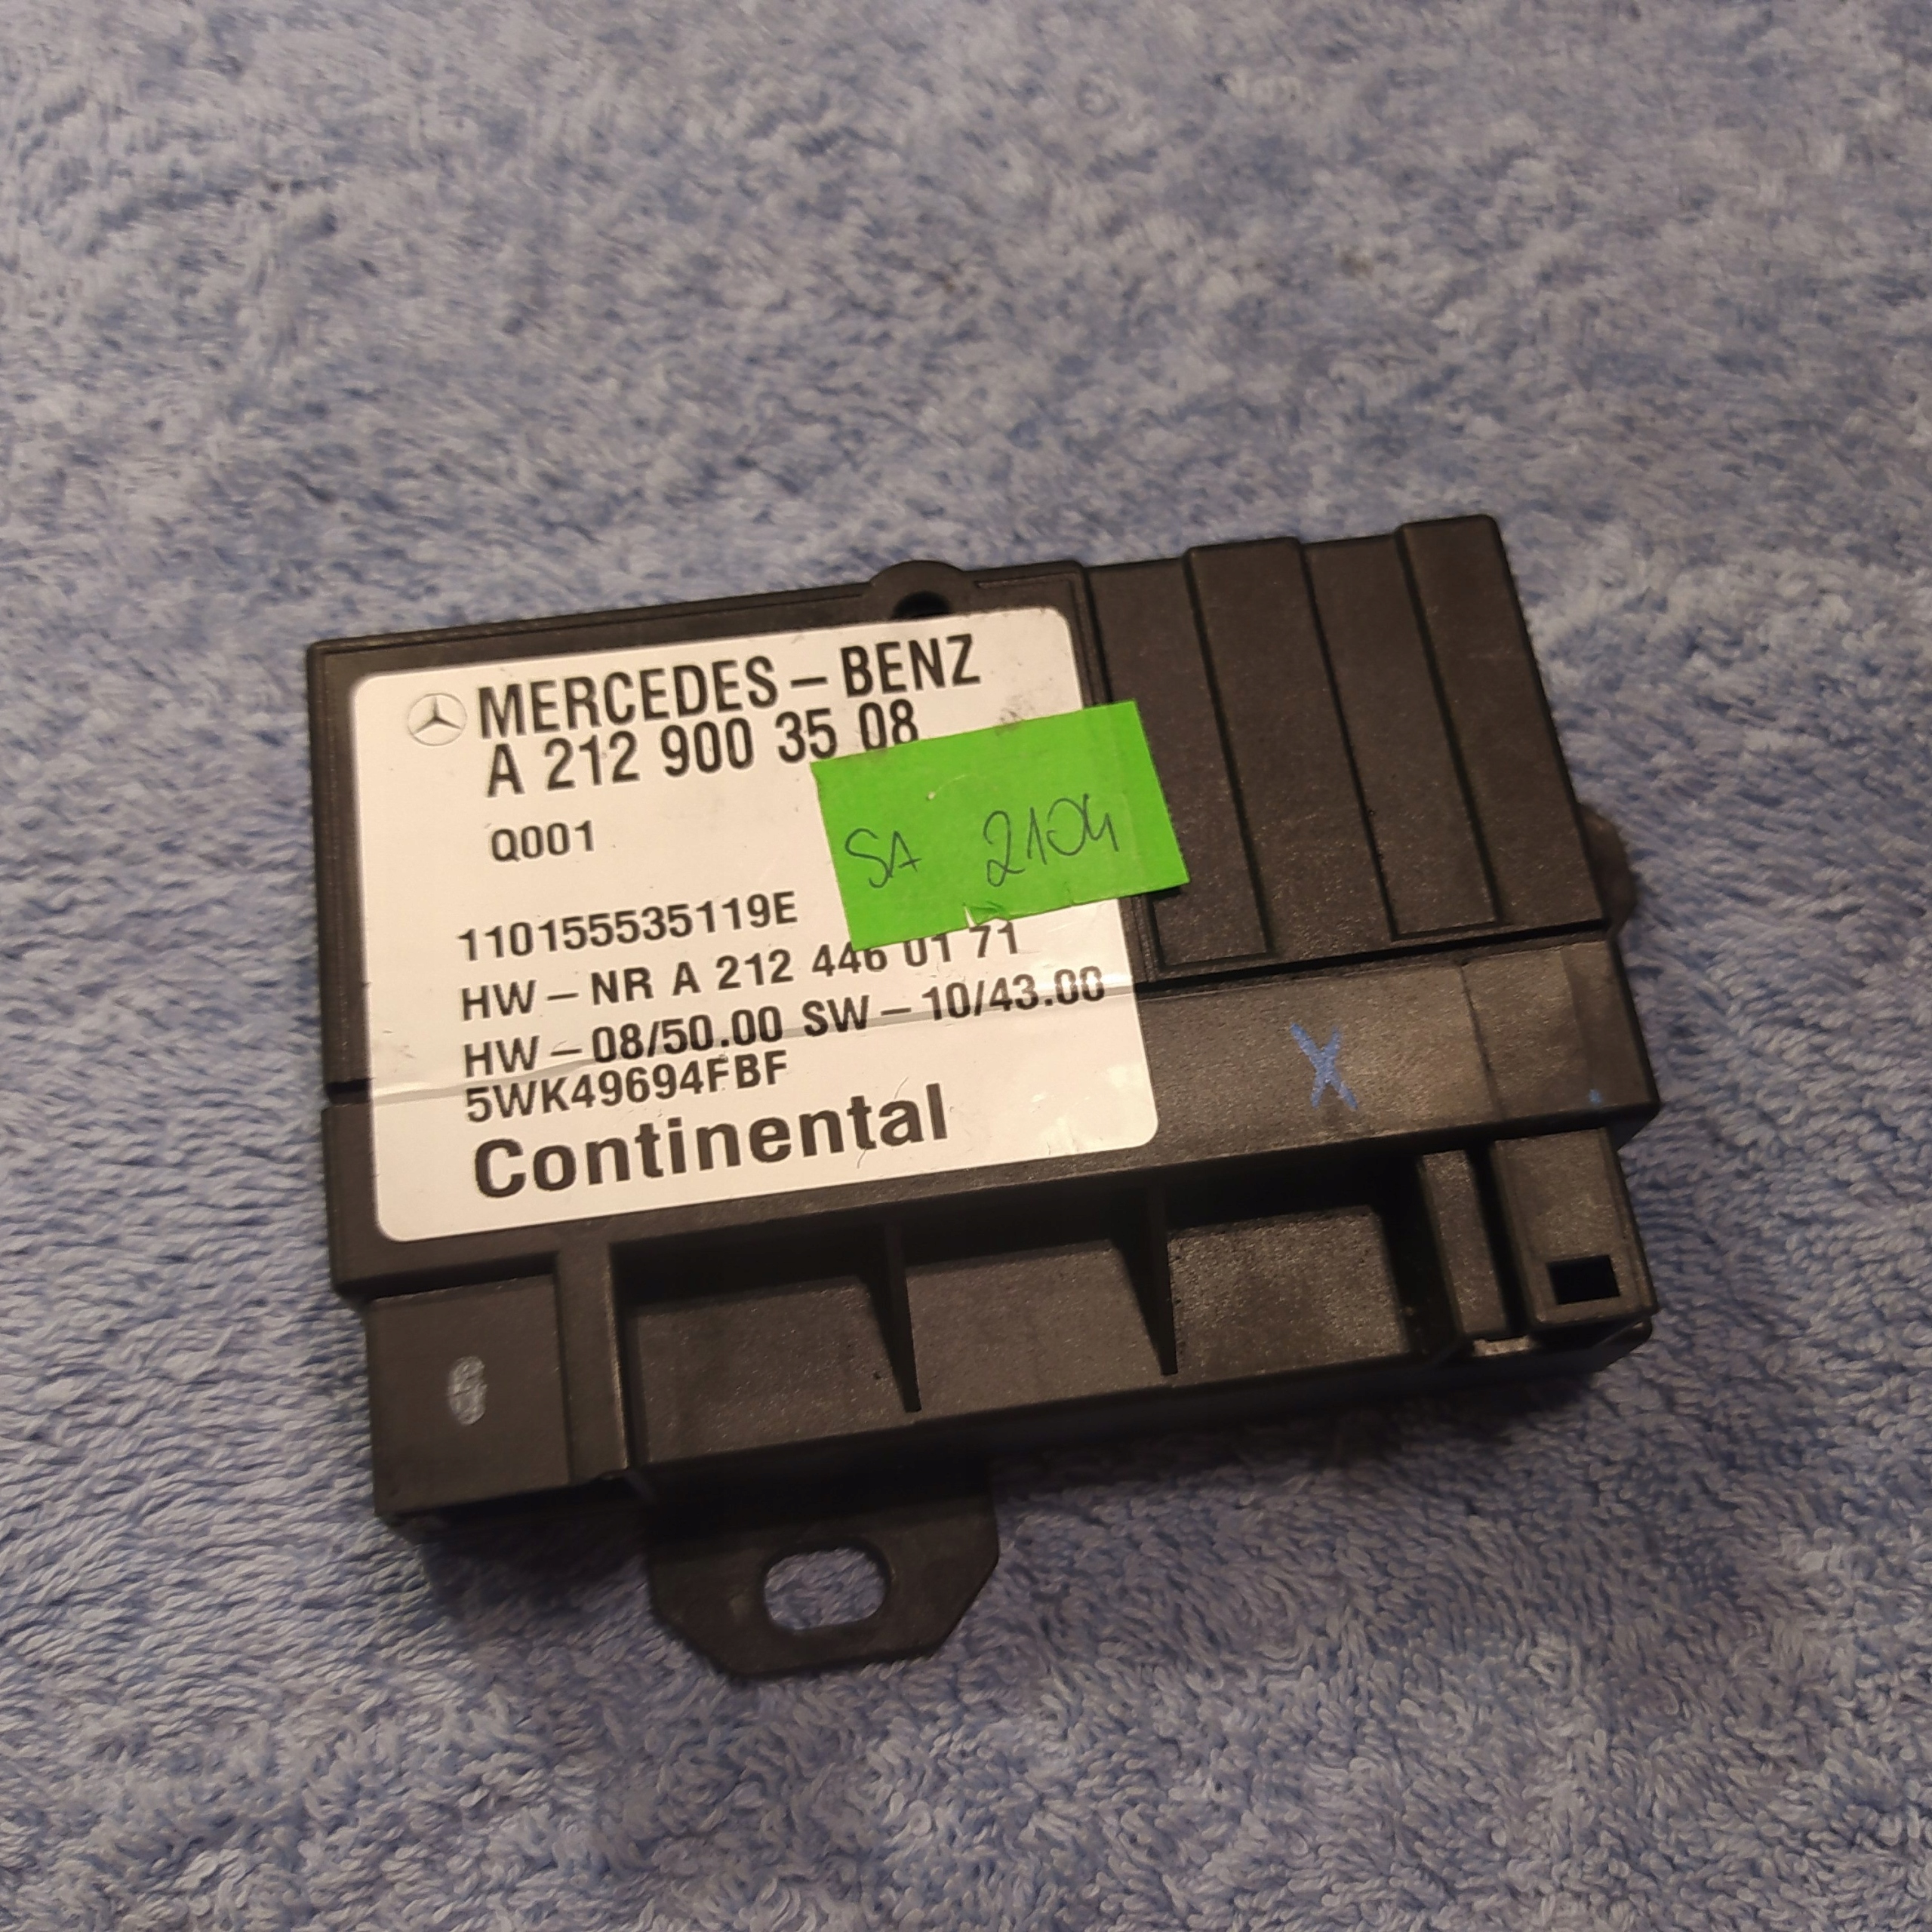 MERCEDES-BENZ
A 212 900 35 08
Q001
SA 2104
110155535119E
HW-NR A 212 446 01 71
HW-08/50.00 SW-10/43.00
5WK49694FBF
Continental
X